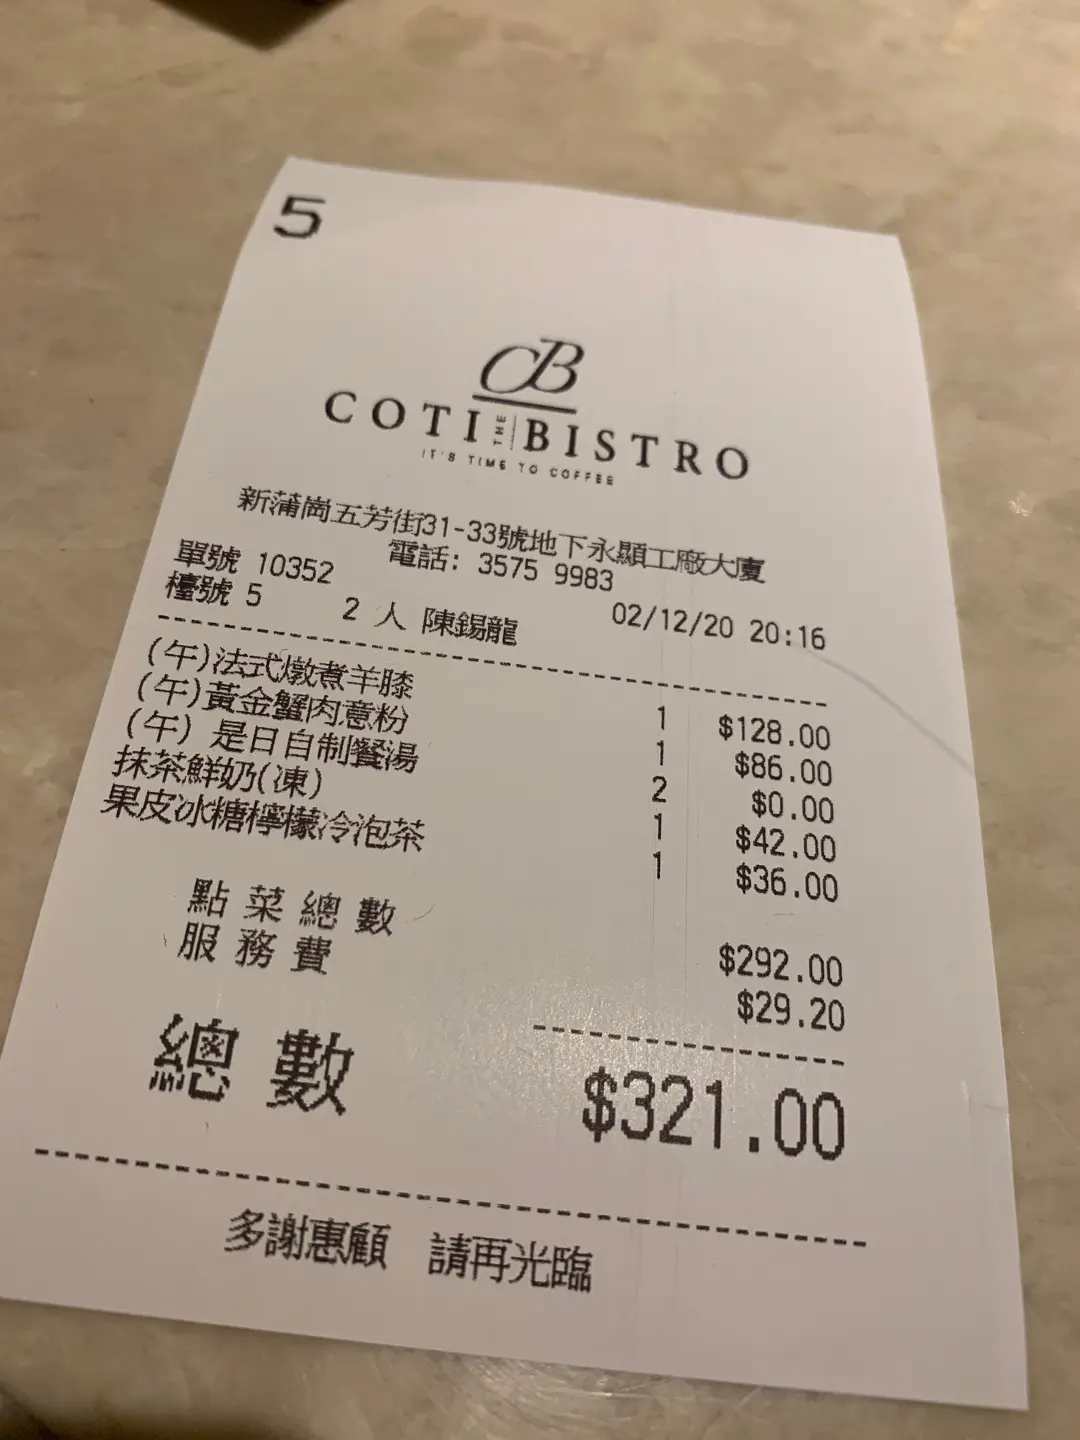 5
CB
COTI THE BISTRO
IT'S TIME TO COFFEE
新蒲崗五芳街31-33號地下永顯工廠大廈
電話: 3575 9983
單號 10352
檯號 5 2 人 陳錫龍 02/12/20 20:16
(午)法式燉煮羊膝 1 $128.00
(午)黃金蟹肉意粉 1 $86.00
(午) 是日自制餐湯 2 $0.00
抹茶鮮奶(凍) 1 $42.00
果皮冰糖檸檬冷泡茶 1 $36.00
點菜總數 $292.00
服務費 $29.20
總數 $321.00
多謝惠顧 請再光臨